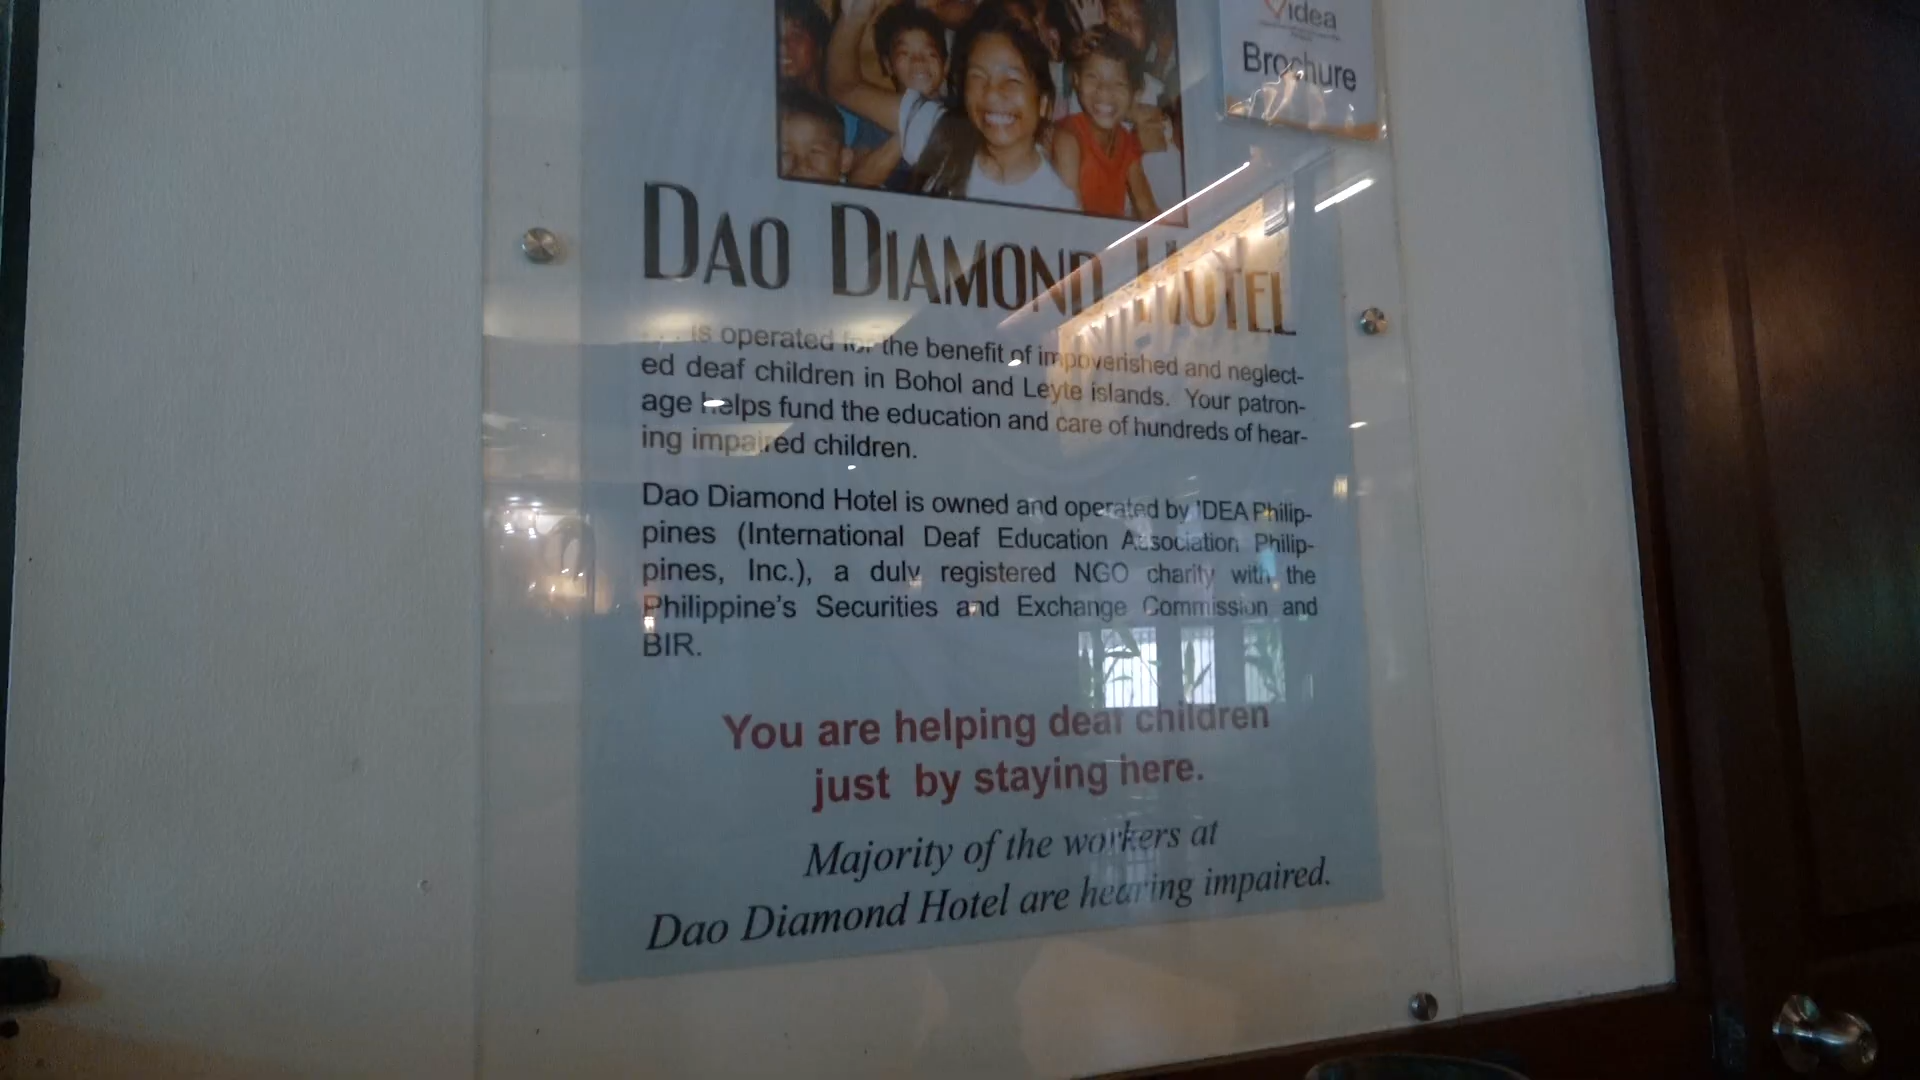 idea
Brochure
DAO DIAMOND HOTEL
... is operated for the benefit of impoverished and neglect-
ed deaf children in Bohol and Leyte islands. Your patron-
age helps fund the education and care of hundreds of hear-
ing impaired children.
Dao Diamond Hotel is owned and operated by IDEA Philip-
pines (International Deaf Education Association Philip-
pines, Inc.), a duly registered NGO charity with the
Philippine's Securities and Exchange Commission and
BIR.
You are helping deaf children
just by staying here.
Majority of the workers at
Dao Diamond Hotel are hearing impaired.